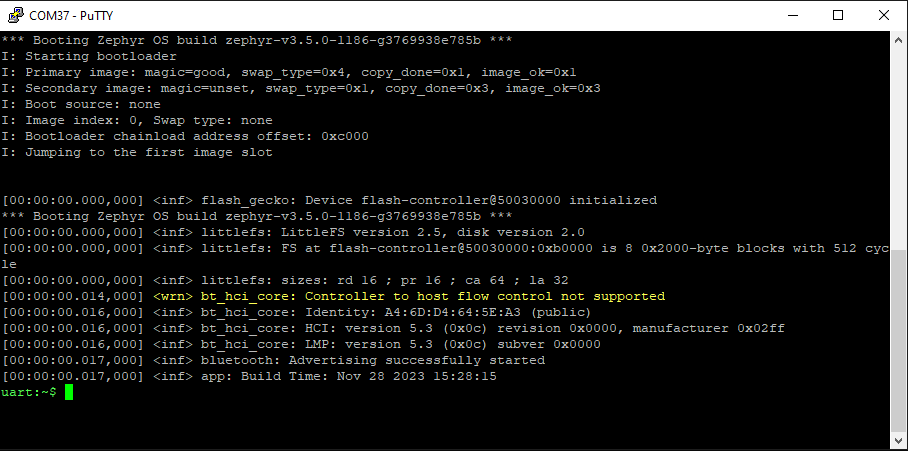 COM37 - PuTTY
*** Booting Zephyr OS build zephyr-v3.5.0-1186-g3769938e785b ***
I: Starting bootloader
I: Primary image: magic=good, swap_type=0x4, copy_done=0x1, image_ok=0x1
I: Secondary image: magic=unset, swap_type=0x1, copy_done=0x3, image_ok=0x3
I: Boot source: none
I: Image index: 0, Swap type: none
I: Bootloader chainload address offset: 0xc000
I: Jumping to the first image slot
[00:00:00.000,000] <inf> flash_gecko: Device flash-controller@50030000 initialized
*** Booting Zephyr OS build zephyr-v3.5.0-1186-g3769938e785b ***
[00:00:00.000,000] <inf> littlefs: LittleFS version 2.5, disk version 2.0
[00:00:00.000,000] <inf> littlefs: FS at flash-controller@50030000:0xb0000 is 8 0x2000-byte blocks with 512 cyc
le
[00:00:00.000,000] <inf> littlefs: sizes: rd 16 ; pr 16 ; ca 64 ; la 32
[00:00:00.014,000] <wrn> bt_hci_core: Controller to host flow control not supported
[00:00:00.016,000] <inf> bt_hci_core: Identity: A4:6D:D4:64:5E:A3 (public)
[00:00:00.016,000] <inf> bt_hci_core: HCI: version 5.3 (0x0c) revision 0x0000, manufacturer 0x02ff
[00:00:00.016,000] <inf> bt_hci_core: LMP: version 5.3 (0x0c) subver 0x0000
[00:00:00.017,000] <inf> bluetooth: Advertising successfully started
[00:00:00.017,000] <inf> app: Build Time: Nov 28 2023 15:28:15
uart:~$